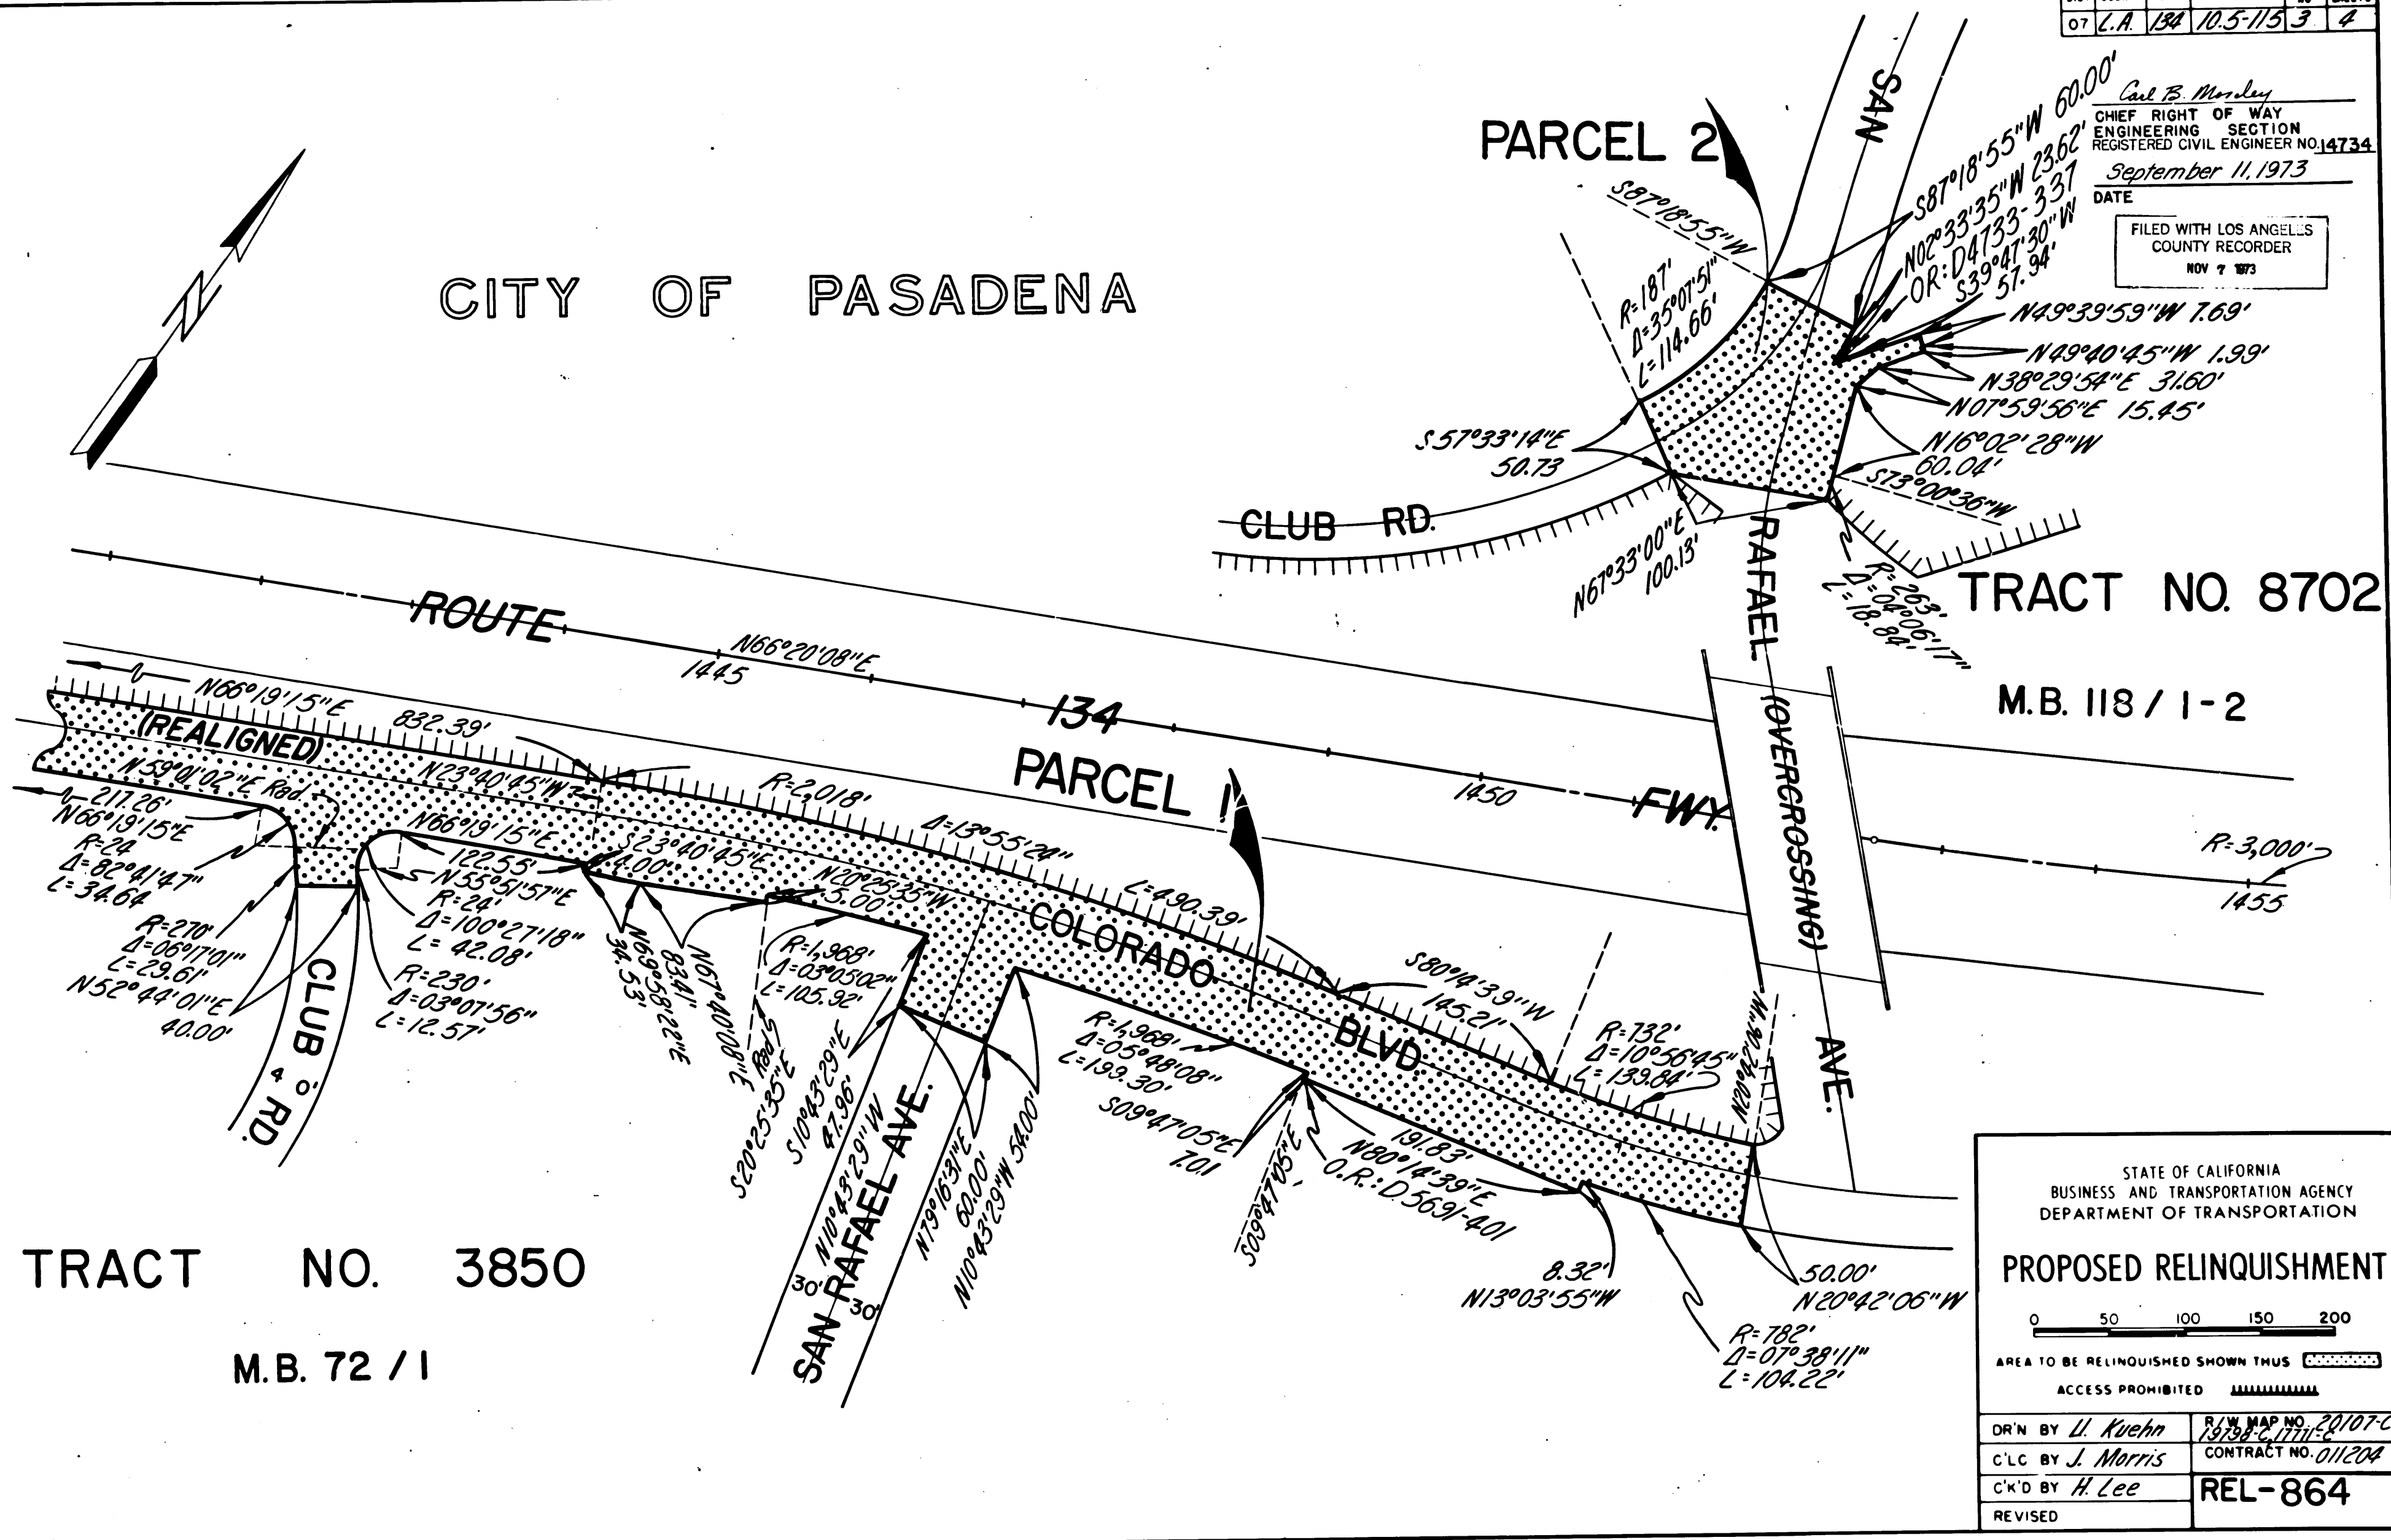 07 L.A. 134 10.5-11.5 3 4
Carl B. Mosley
CHIEF RIGHT OF WAY
ENGINEERING SECTION
REGISTERED CIVIL ENGINEER NO. 14734
September 11, 1973
DATE
FILED WITH LOS ANGELES
COUNTY RECORDER
NOV 7 1973
CITY OF PASADENA
N
PARCEL 2
SAN
S87°18'55"W
S87°18'55"W 60.00'
N02°33'35"W 23.62'
OR: D4733-337
S39°47'30"W
57.94'
N49°39'59"W 7.69'
N49°40'45"W 1.99'
N38°29'54"E 31.60'
N07°59'56"E 15.45'
N16°02'28"W
60.04'
S73°00'36"W
R=187'
Δ=35°07'51"
L=114.66'
S57°33'14"E
50.73
CLUB RD.
N67°33'00"E
100.13'
RAFAEL
R=263'
Δ=04°06'17"
L=18.84'
TRACT NO. 8702
M.B. 118 / 1-2
ROUTE
N66°20'08"E
1445
134
1450
FWY.
(OVERCROSSING)
R=3,000'
1455
AVE.
N66°19'15"E
832.39'
(REALIGNED)
N59°01'02"E Rad.
N23°40'45"W
PARCEL 1
R=2,018'
Δ=13°55'24"
L=490.39'
217.26'
N66°19'15"E
R=24
Δ=82°41'47"
L=34.64
N66°19'15"E
122.55'
N55°51'57"E
R=24'
Δ=100°27'18"
L=42.08'
S23°40'45"E
4.00'
N20°25'35"W
5.00'
R=270'
Δ=06°17'01"
L=29.61'
N52°44'01"E
40.00'
R=230'
Δ=03°07'56"
L=12.57'
CLUB RD.
40'
N69°58'22"E
34.53'
N67°40'08"E
83.41'
R=1,968'
Δ=03°05'02"
L=105.92'
S20°25'35"E
Rad.
S10°43'29"E
47.96'
COLORADO
BLVD
N10°43'29"W
SAN RAFAEL AVE.
30'
30'
N79°16'31"E
60.00'
N10°43'29"W 54.00'
R=1,968'
Δ=05°48'08"
L=199.30'
S09°47'05"E
7.01
S09°47'05"E
S80°14'39"W
145.21'
R=732'
Δ=10°56'45"
L=139.84'
N20°42'06"W
191.83'
N80°14'39"E
O.R.: D5691-401
8.32'
N13°03'55"W
50.00'
N20°42'06"W
R=782'
Δ=07°38'11"
L=104.22'
TRACT NO. 3850
M.B. 72 / 1
STATE OF CALIFORNIA
BUSINESS AND TRANSPORTATION AGENCY
DEPARTMENT OF TRANSPORTATION
PROPOSED RELINQUISHMENT
0 50 100 150 200
AREA TO BE RELINQUISHED SHOWN THUS
ACCESS PROHIBITED
DR'N BY U. Kuehn
R/W MAP NO. 20107-C
19798-C, 17711-C
C'LC BY J. Morris
CONTRACT NO. 011204
C'K'D BY H. Lee
REL-864
REVISED